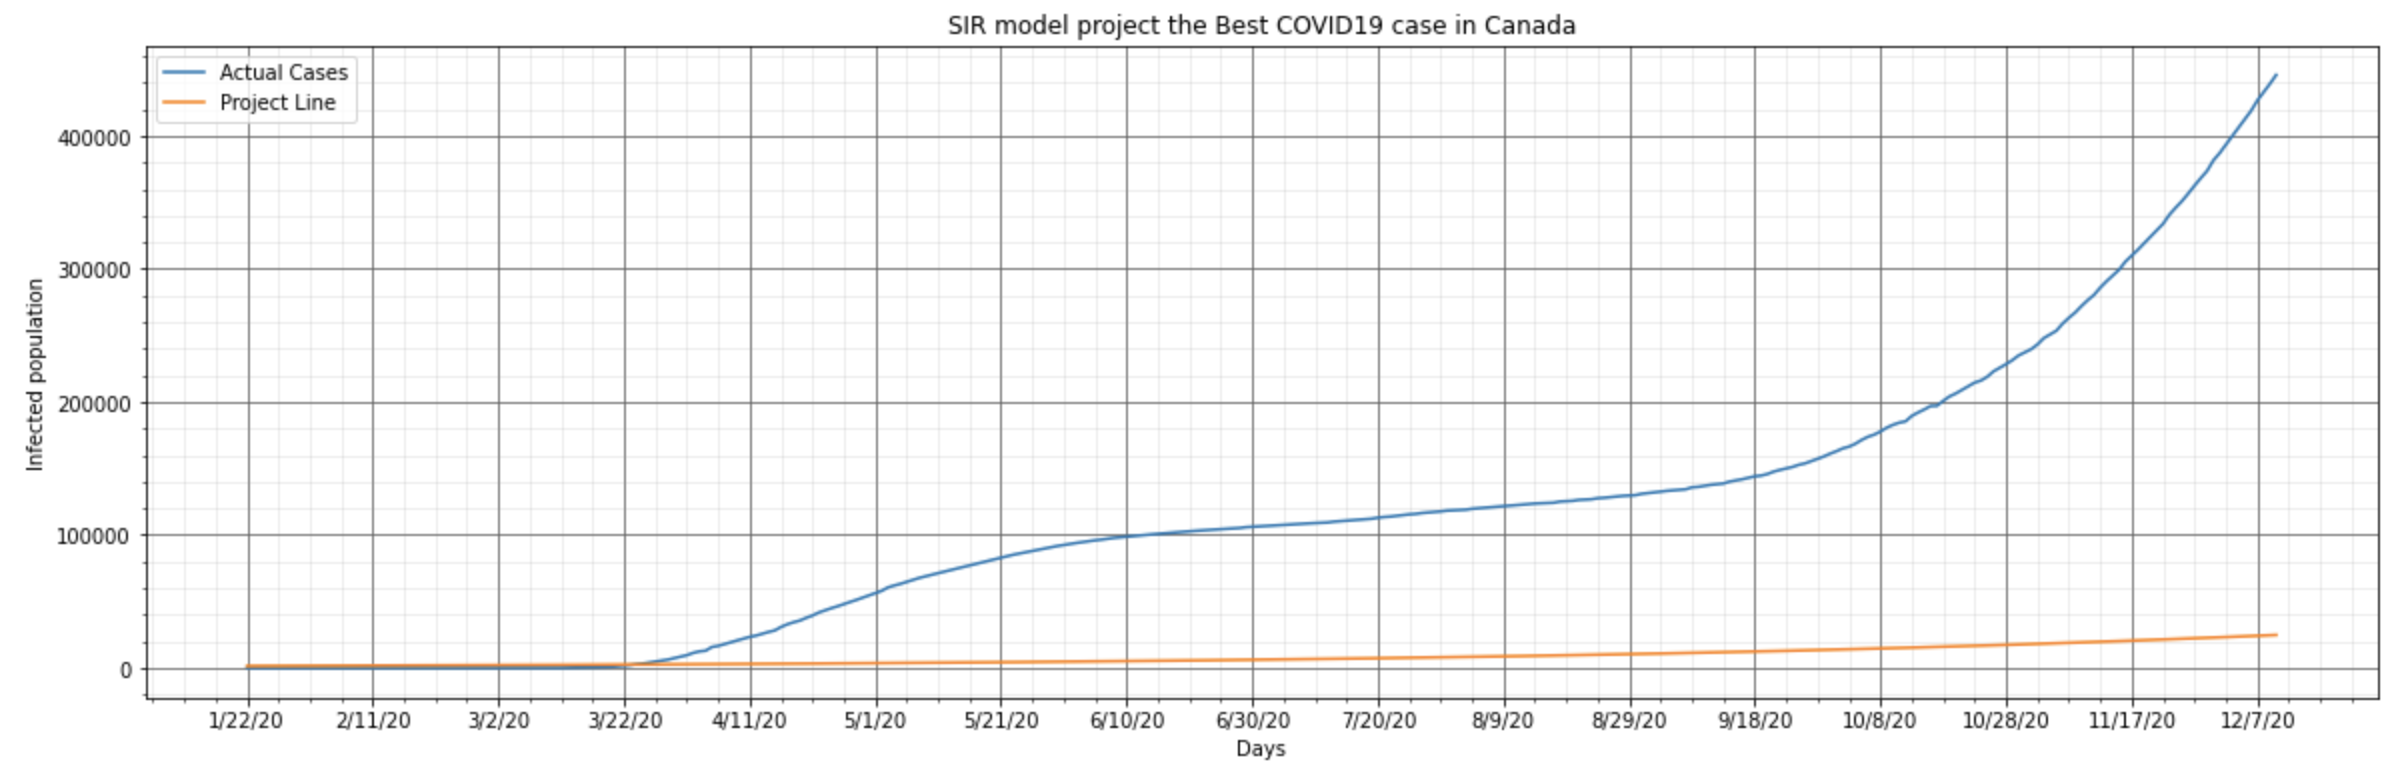 SIR model project the Best COVID19 case in Canada
Actual Cases
Project Line
400000
300000
200000
100000
0
Infected population
1/22/20 2/11/20 3/2/20 3/22/20 4/11/20 5/1/20 5/21/20 6/10/20 6/30/20 7/20/20 8/9/20 8/29/20 9/18/20 10/8/20 10/28/20 11/17/20 12/7/20
Days